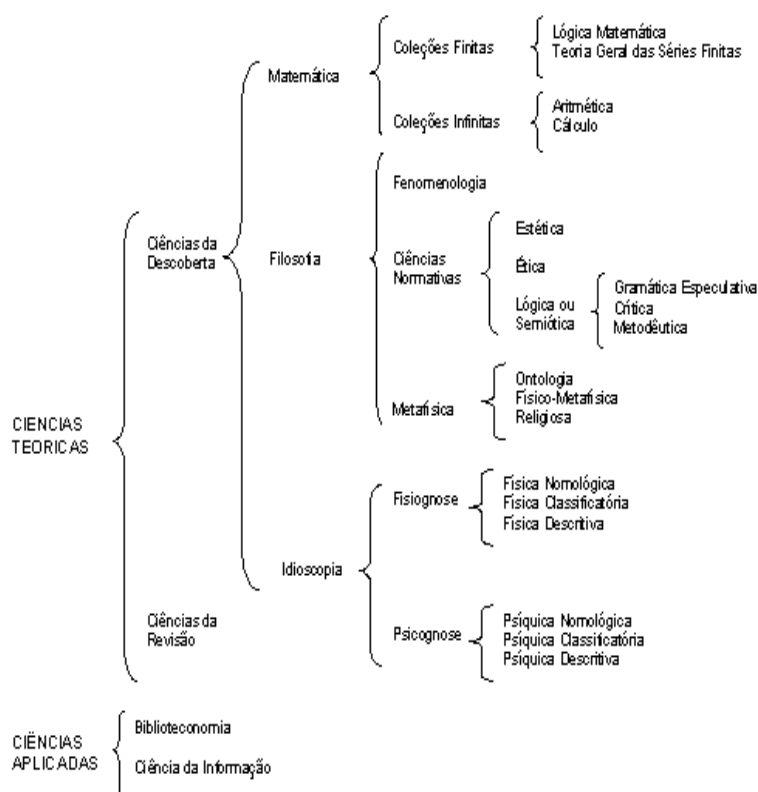 Coleções Finitas
Lógica Matemática
Teoria Geral das Séries Finitas
Matemática
Coleções Infinitas
Aritmética
Cálculo
Fenomenologia
Ciências da
Descoberta
Filosofia
Ciências
Normativas
Estética
Ética
Lógica ou
Semiótica
Gramática Especulativa
Crítica
Metodêutica
Metafísica
Ontologia
Físico-Metafísica
Religiosa
CIENCIAS
TEORICAS
Fisiognose
Física Nomológica
Física Classificatória
Física Descritiva
Idioscopia
Ciências da
Revisão
Psicognose
Psíquica Nomológica
Psíquica Classificatória
Psíquica Descritiva
CIÊNCIAS
APLICADAS
Biblioteconomia
Ciência da Informação